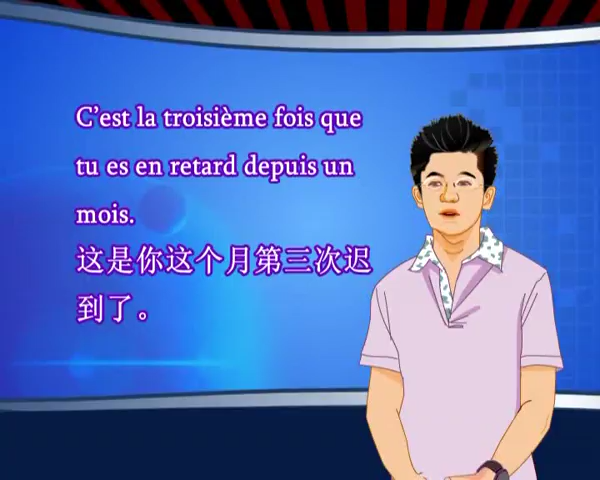 C’est la troisième fois que
tu es en retard depuis un
mois.
这是你这个月第三次迟
到了。